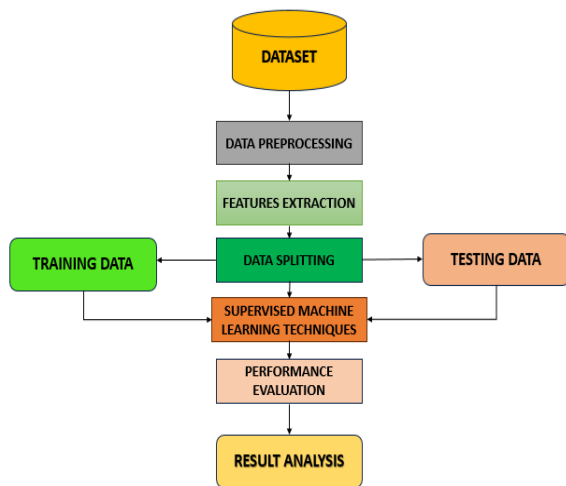 DATASET
DATA PREPROCESSING
FEATURES EXTRACTION
TRAINING DATA
DATA SPLITTING
TESTING DATA
SUPERVISED MACHINE
LEARNING TECHNIQUES
PERFORMANCE
EVALUATION
RESULT ANALYSIS